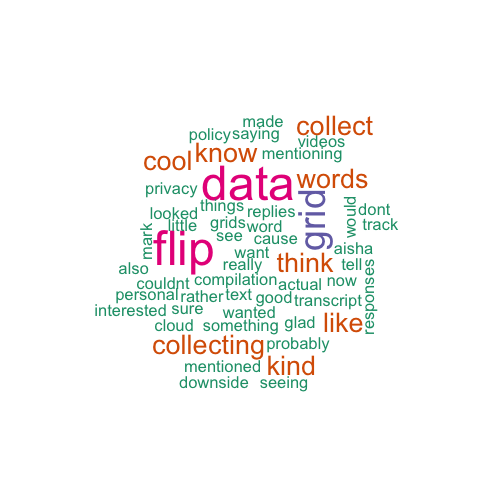 made
collect
policy
saying
videos
know
mentioning
cool
data
words
privacy
things
grid
would
looked
replies
dont
little
grids
word
track
mark
flip
see
cause
want
aisha
also
really
think
tell
responses
couldnt
compilation
actual
now
personal
rather
text
good
transcript
interested
sure
wanted
like
cloud
something
glad
collecting
probably
mentioned
kind
downside
seeing